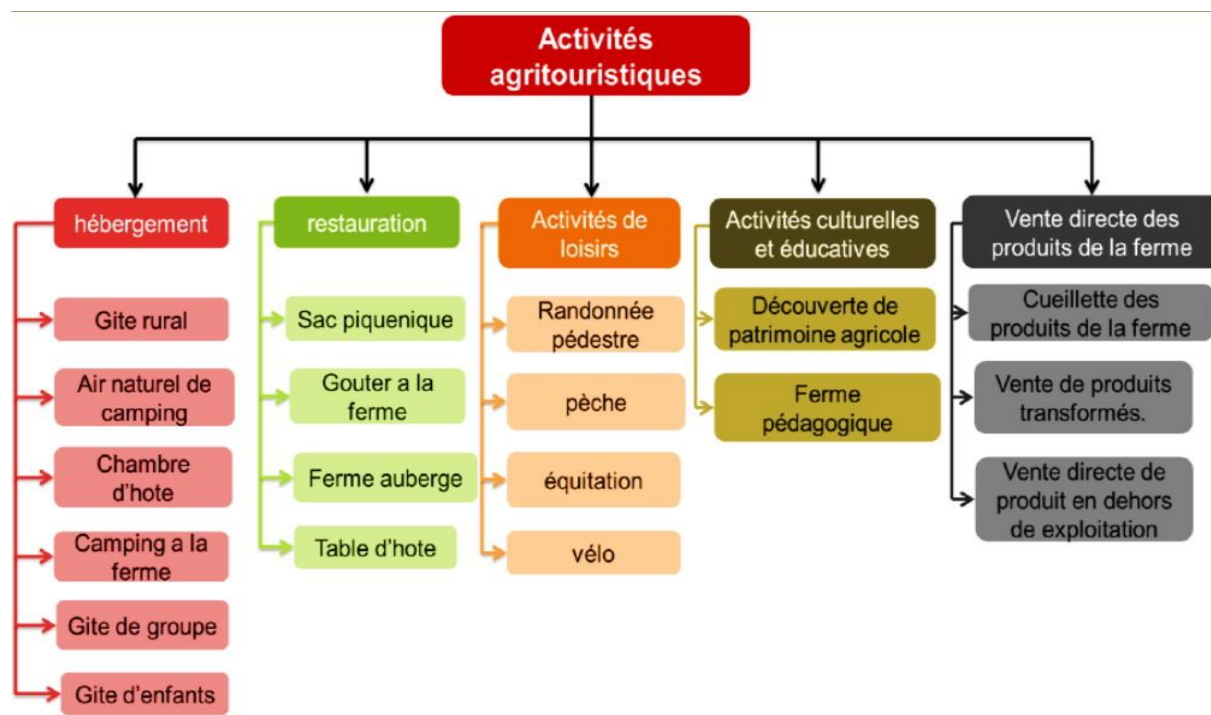 Activités
agritouristiques
hébergement
Gite rural
Air naturel de
camping
Chambre
d'hote
Camping a la
ferme
Gite de groupe
Gite d'enfants
restauration
Sac piquenique
Gouter a la
ferme
Ferme auberge
Table d'hote
Activités de
loisirs
Randonnée
pédestre
pèche
équitation
vélo
Activités culturelles
et éducatives
Découverte de
patrimoine agricole
Ferme
pédagogique
Vente directe des
produits de la ferme
Cueillette des
produits de la ferme
Vente de produits
transformés.
Vente directe de
produit en dehors
de exploitation